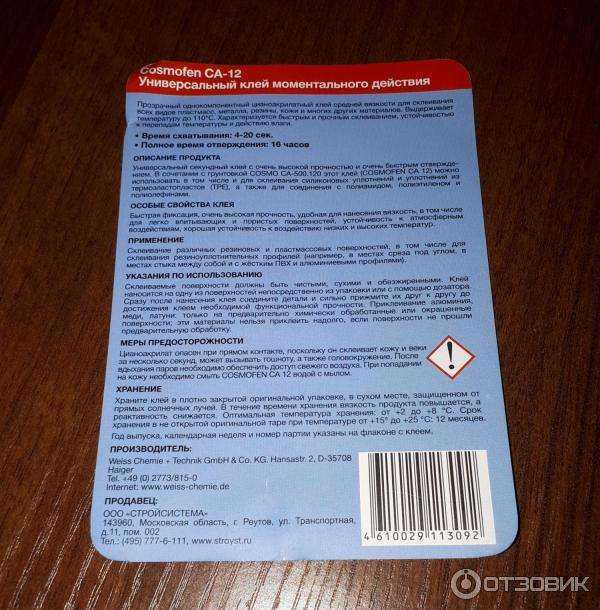 Cosmofen CA-12
Универсальный клей моментального действия
Прозрачный однокомпонентный цианоакрилатный клей средней вязкости для склеивания
всех видов пластмасс, металла, резины, кожи и многих других материалов. Выдерживает
температуру до 110°С. Характеризуется быстрым и прочным склеиванием, устойчивостью
к перепадам температуры и действию влаги.
• Время схватывания: 4-20 сек.
• Полное время отверждения: 16 часов
ОПИСАНИЕ ПРОДУКТА
Универсальный секундный клей с очень высокой прочностью и очень быстрым отвержде-
нием. В сочетании с грунтовкой COSMO CA-500.120 этот клей (COSMOFEN CA 12) можно
использовать в том числе и для склеивания силиконовых уплотнений и уплотнений из
термоэластопластов (TPE), а также для соединения с полиамидом, полиэтиленом и
полиолефинами.
ОСОБЫЕ СВОЙСТВА КЛЕЯ
Быстрая фиксация, очень высокая прочность, удобная для нанесения вязкость, в том числе
для легко впитывающих и пористых поверхностей, устойчивость к атмосферным
воздействиям, хорошая устойчивость к воздействию низких и высоких температур.
ПРИМЕНЕНИЕ
Склеивание различных резиновых и пластмассовых поверхностей, в том числе для
склеивания резиноуплотнительных профилей (например, в местах среза под углом, в
местах стыка между собой и с жёстким ПВХ и алюминиевыми профилями).
УКАЗАНИЯ ПО ИСПОЛЬЗОВАНИЮ
Склеиваемые поверхности должны быть чистыми, сухими и обезжиренными. Клей
наносится на одну из поверхностей непосредственно из упаковки или с помощью дозатора.
Сразу после нанесения клея соедините детали и сильно прижмите их друг к другу до
достижения клеем необходимой функциональной прочности. Приклеивание алюминия,
меди, латуни: только на предварительно химически обработанные или окрашенные
поверхности; эти материалы нельзя приклеить надолго, если поверхности не прошли
предварительную обработку.
МЕРЫ ПРЕДОСТОРОЖНОСТИ
Цианоакрилат опасен при прямом контакте, поскольку он склеивает кожу и веки
за несколько секунд, может вызывать тошноту, а также головокружение. После
вдыхания паров необходимо обеспечить доступ свежего воздуха. При попадании
на кожу необходимо смыть COSMOFEN CA 12 водой с мылом.
ХРАНЕНИЕ
Храните клей в плотно закрытой оригинальной упаковке, в сухом месте, защищенном от
прямых солнечных лучей. В течение времени хранения вязкость продукта повышается, а
реактивность снижается. Оптимальная температура хранения: от +2 до +8 °С. Срок
хранения в не открытой оригинальной таре при температуре от +15° до +25 °С: 12 месяцев.
Год выпуска, календарная неделя и номер партии указаны на флаконе с клеем.
ПРОИЗВОДИТЕЛЬ:
Weiss Chemie + Technik GmbH & Co. KG, Hansastr. 2, D-35708
Haiger
Tel. +49 (0) 2773/815-0
Internet: www.weiss-chemie.de
ПРОДАВЕЦ:
ООО «СТРОЙСИСТЕМА»
143960, Московская область, г. Реутов, ул. Транспортная,
д.11, пом. 002
Тел.: (495) 777-6-111, www.stroyst.ru
4 610029 113092
ОТЗОВИК